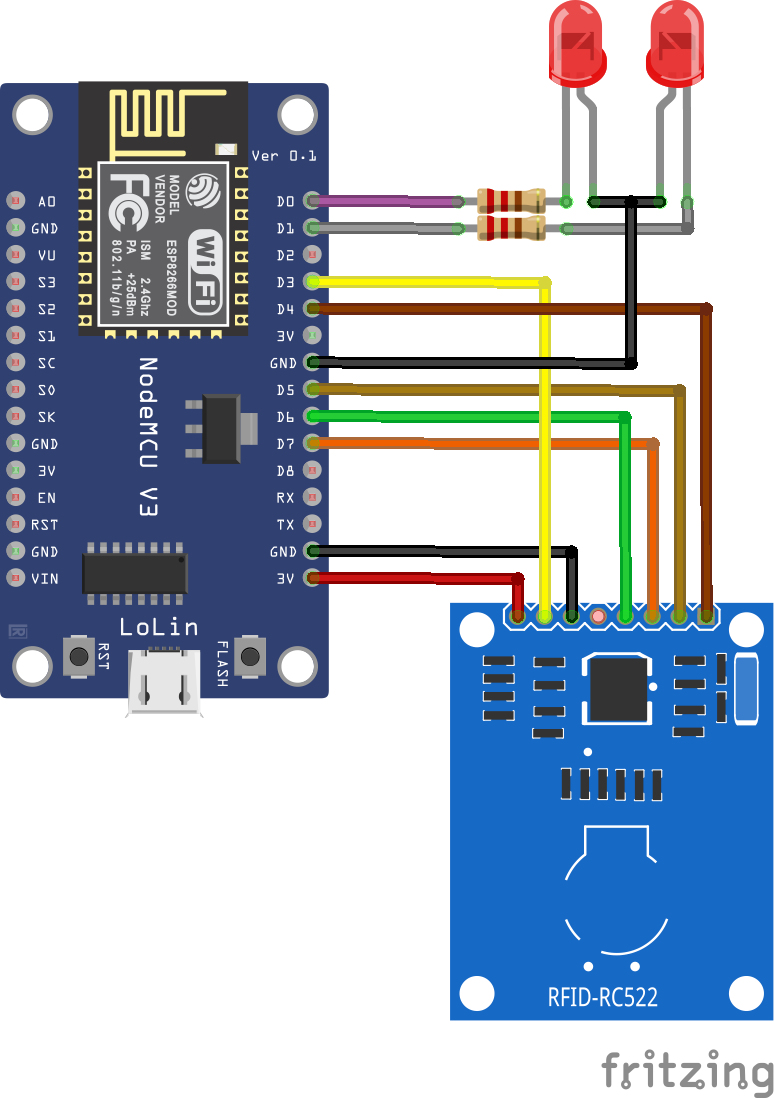 Ver 0.1
MODEL
VENDOR
FC
ISM 2.4Ghz
PA +25dBm
802.11b/g/n
ESP8266MOD
WiFi
A0
GND
VU
S3
S2
S1
SC
S0
SK
GND
3V
EN
RST
GND
VIN
D0
D1
D2
D3
D4
3V
GND
D5
D6
D7
D8
RX
TX
GND
3V
NodeMCU V3
LoLin
RST
FLASH
RFID-RC522
fritzing